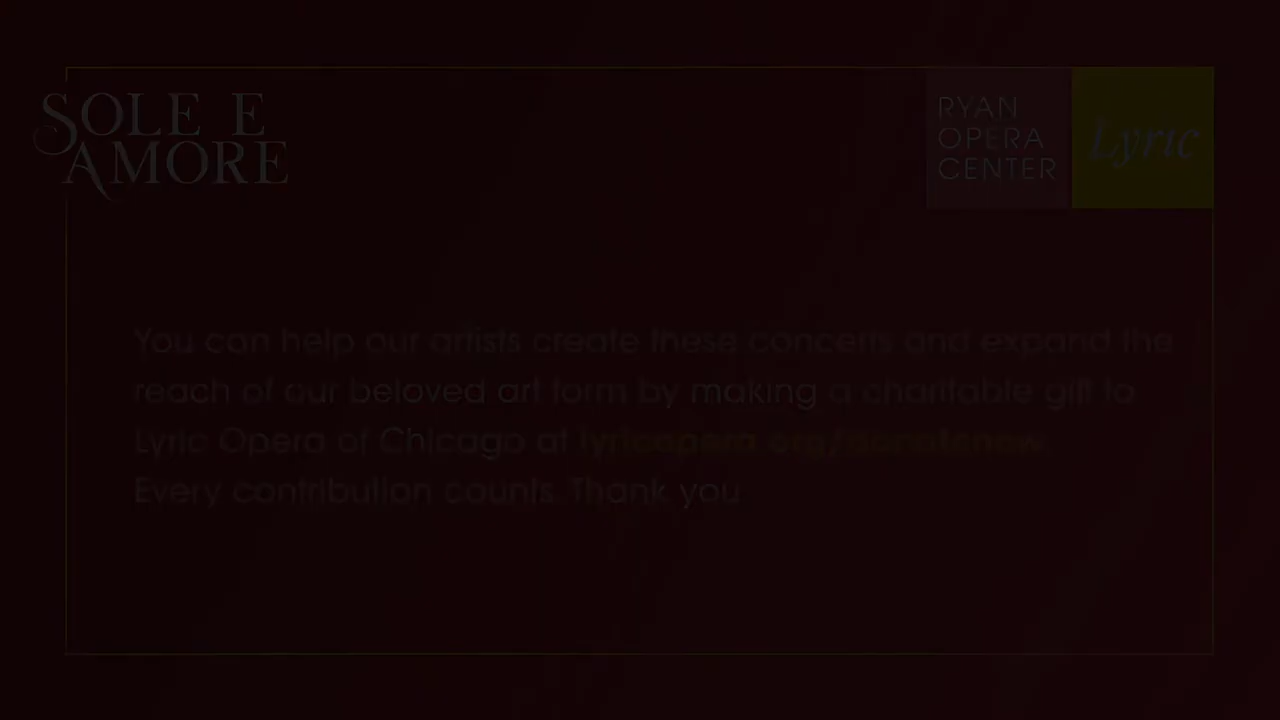 SOLE E
AMORE
RYAN
OPERA
CENTER
Lyric
You can help our artists create these concerts and expand the
reach of our beloved art form by making a charitable gift to
Lyric Opera of Chicago at lyricopera.org/donatenow.
Every contribution counts. Thank you